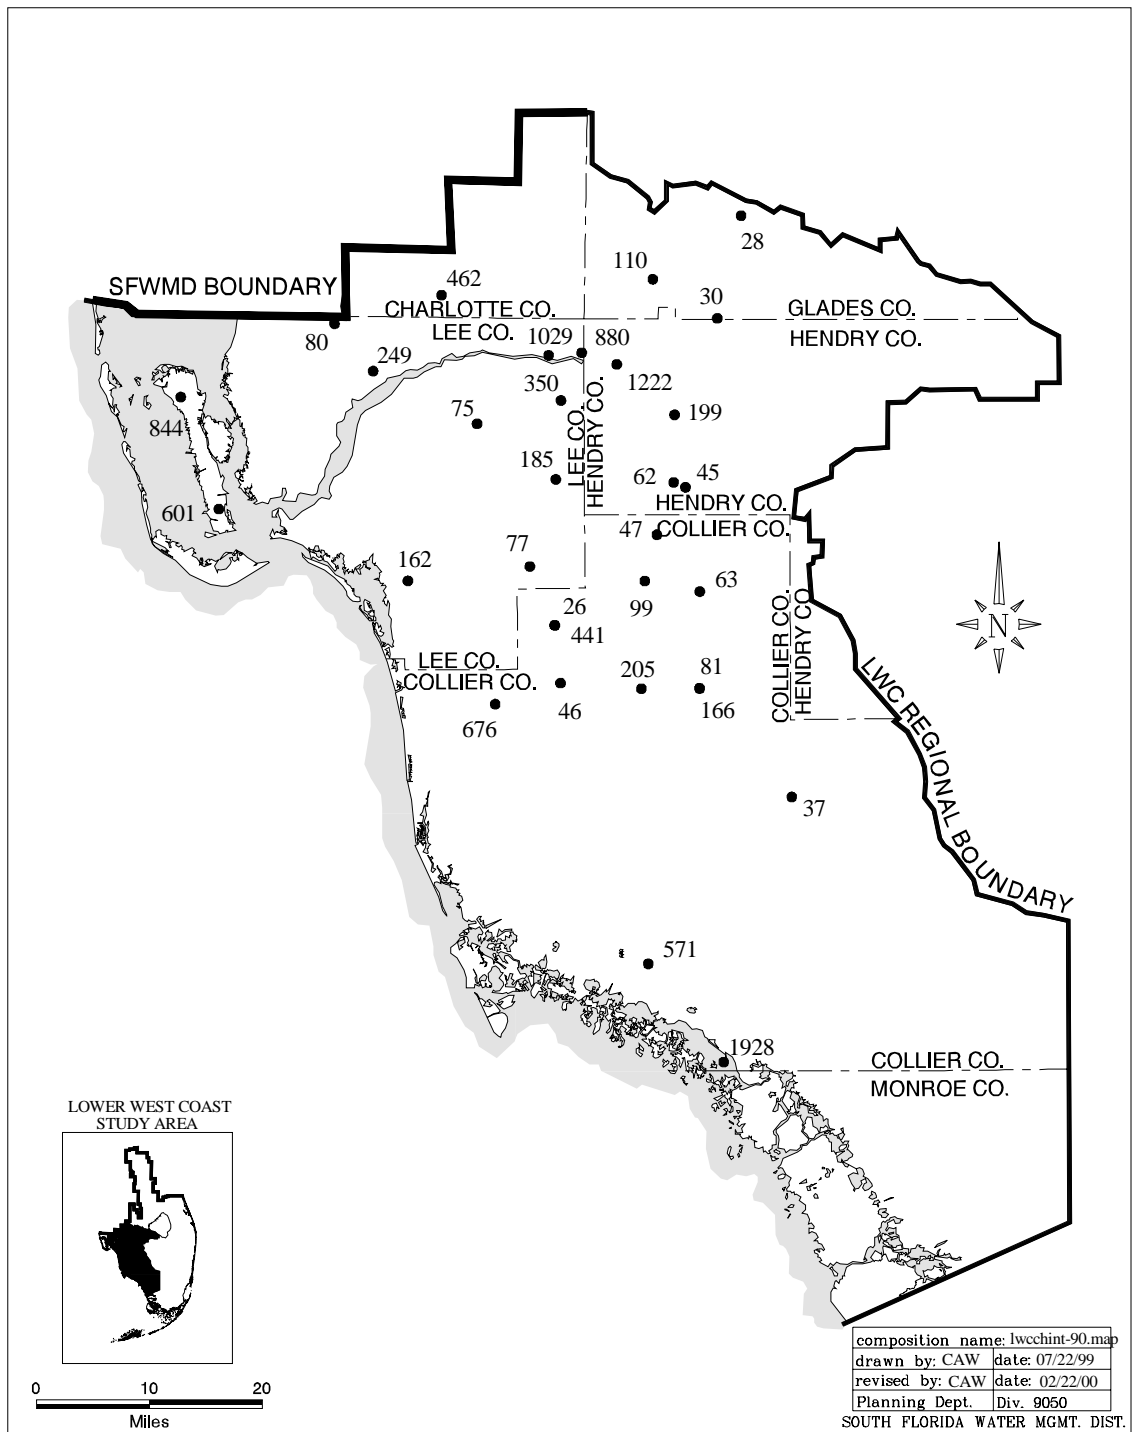 28
110
SFWMD BOUNDARY
462
30
CHARLOTTE CO.
GLADES CO.
LEE CO.
HENDRY CO.
80
1029
880
249
350
1222
LEE CO.
HENDRY CO.
844
75
199
185
62
45
HENDRY CO.
601
47
COLLIER CO.
162
77
63
99
26
441
COLLIER CO.
HENDRY CO
N
LEE CO.
COLLIER CO.
205
81
46
166
676
LWC REGIONAL BOUNDARY
37
571
1928
COLLIER CO.
MONROE CO.
LOWER WEST COAST
STUDY AREA
0 10 20
Miles
composition name: lwcchint-90.map
drawn by: CAW date: 07/22/99
revised by: CAW date: 02/22/00
Planning Dept. Div. 9050
SOUTH FLORIDA WATER MGMT. DIST.